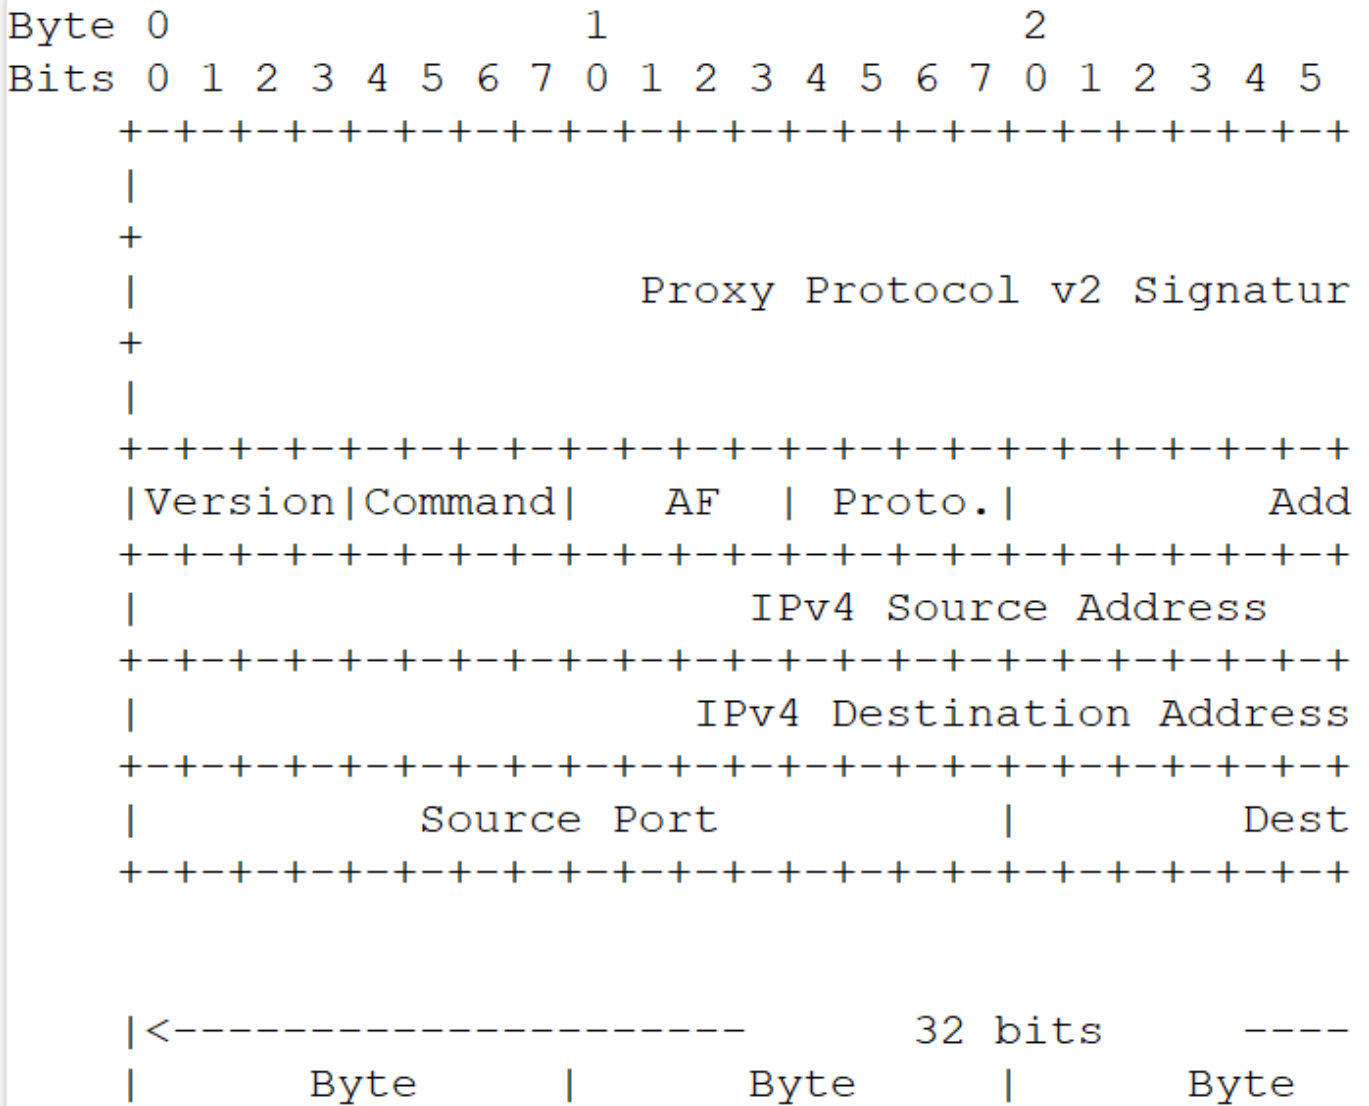 Byte 0               1               2
Bits 0 1 2 3 4 5 6 7 0 1 2 3 4 5 6 7 0 1 2 3 4 5
    +-+-+-+-+-+-+-+-+-+-+-+-+-+-+-+-+-+-+-+-+-+-+
    |
    +
    |                  Proxy Protocol v2 Signatur
    +
    |
    +-+-+-+-+-+-+-+-+-+-+-+-+-+-+-+-+-+-+-+-+-+-+
    |Version|Command|   AF  | Proto.|         Add
    +-+-+-+-+-+-+-+-+-+-+-+-+-+-+-+-+-+-+-+-+-+-+
    |                      IPv4 Source Address
    +-+-+-+-+-+-+-+-+-+-+-+-+-+-+-+-+-+-+-+-+-+-+
    |                    IPv4 Destination Address
    +-+-+-+-+-+-+-+-+-+-+-+-+-+-+-+-+-+-+-+-+-+-+
    |          Source Port          |        Dest
    +-+-+-+-+-+-+-+-+-+-+-+-+-+-+-+-+-+-+-+-+-+-+
    |<---------------------      32 bits     ----
    |      Byte     |      Byte     |      Byte